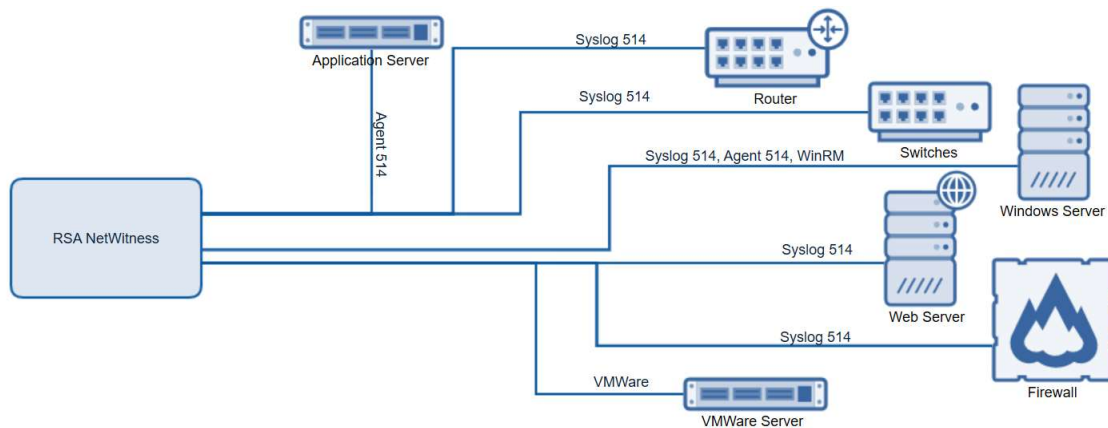 Syslog 514
Application Server
Router
Syslog 514
Agent 514
Switches
Syslog 514, Agent 514, WinRM
Windows Server
RSA NetWitness
Syslog 514
Web Server
Syslog 514
VMWare
Firewall
VMWare Server